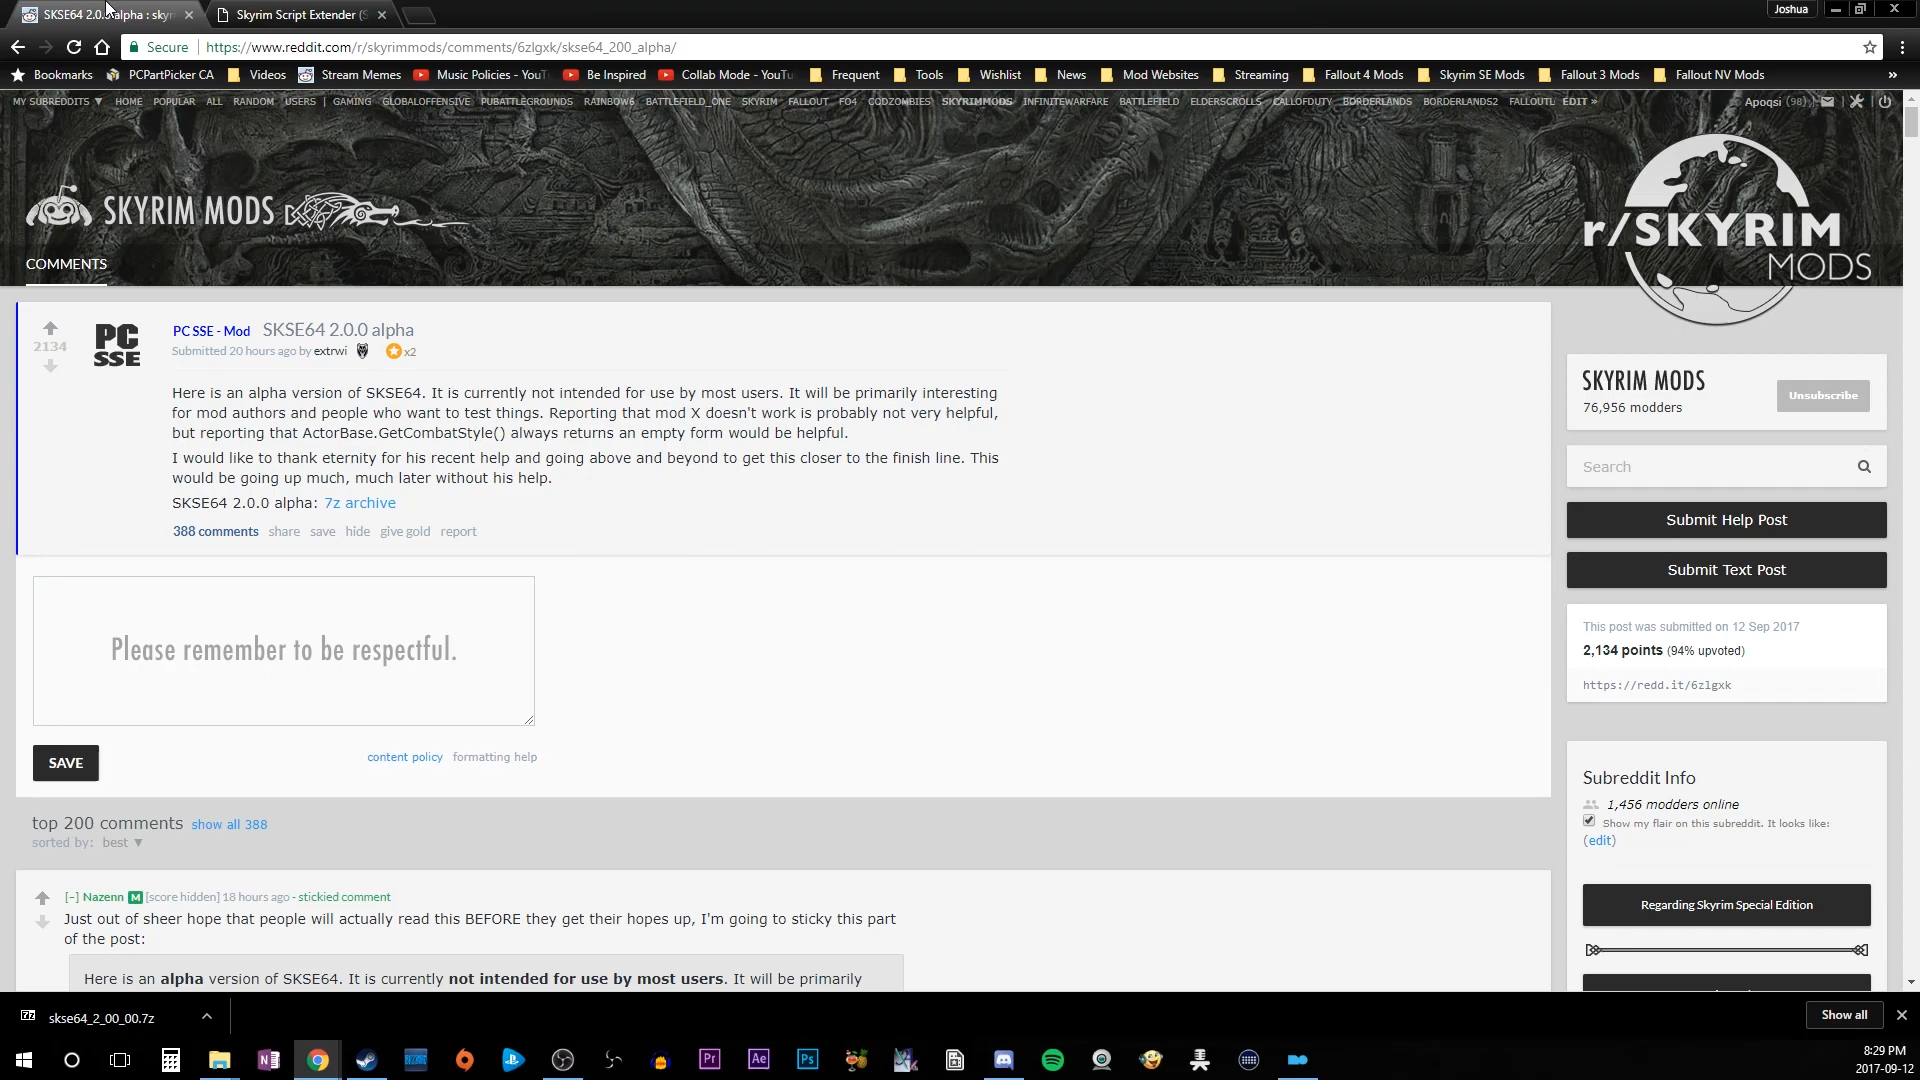 SKSE64 2.0.0 alpha : sky
Skyrim Script Extender (S
Joshua
Secure
https://www.reddit.com/r/skyrimmods/comments/6zlgxk/skse64_200_alpha/
Bookmarks PCPartPicker CA Videos Stream Memes Music Policies - YouT Be Inspired Collab Mode - YouTu Frequent Tools Wishlist News Mod Websites Streaming Fallout 4 Mods Skyrim SE Mods Fallout 3 Mods Fallout NV Mods »
MY SUBREDDITS ▼ HOME POPULAR ALL RANDOM USERS | GAMING GLOBALOFFENSIVE PUBATTLEGROUNDS RAINBOW6 BATTLEFIELD_ONE SKYRIM FALLOUT FO4 CODZOMBIES SKYRIMMODS INFINITEWARFARE BATTLEFIELD ELDERSCROLLS CALLOFDUTY BORDERLANDS BORDERLANDS2 FALLOUTL EDIT »
Apoqsi (98)
SKYRIM MODS
r/SKYRIM
MODS
COMMENTS
2134
PC
SSE
PC SSE - Mod SKSE64 2.0.0 alpha
Submitted 20 hours ago by extrwi x2
Here is an alpha version of SKSE64. It is currently not intended for use by most users. It will be primarily interesting
for mod authors and people who want to test things. Reporting that mod X doesn't work is probably not very helpful,
but reporting that ActorBase.GetCombatStyle() always returns an empty form would be helpful.
I would like to thank eternity for his recent help and going above and beyond to get this closer to the finish line. This
would be going up much, much later without his help.
SKSE64 2.0.0 alpha: 7z archive
388 comments share save hide give gold report
Please remember to be respectful.
SAVE
content policy formatting help
top 200 comments show all 388
sorted by: best ▼
[–] Nazenn M [score hidden] 18 hours ago - stickied comment
Just out of sheer hope that people will actually read this BEFORE they get their hopes up, I'm going to sticky this part
of the post:
Here is an alpha version of SKSE64. It is currently not intended for use by most users. It will be primarily
SKYRIM MODS
76,956 modders
Unsubscribe
Search
Submit Help Post
Submit Text Post
This post was submitted on 12 Sep 2017
2,134 points (94% upvoted)
https://redd.it/6zlgxk
Subreddit Info
1,456 modders online
Show my flair on this subreddit. It looks like:
(edit)
Regarding Skyrim Special Edition
skse64_2_00_00.7z
Show all
Pr Ae Ps
8:29 PM
2017-09-12